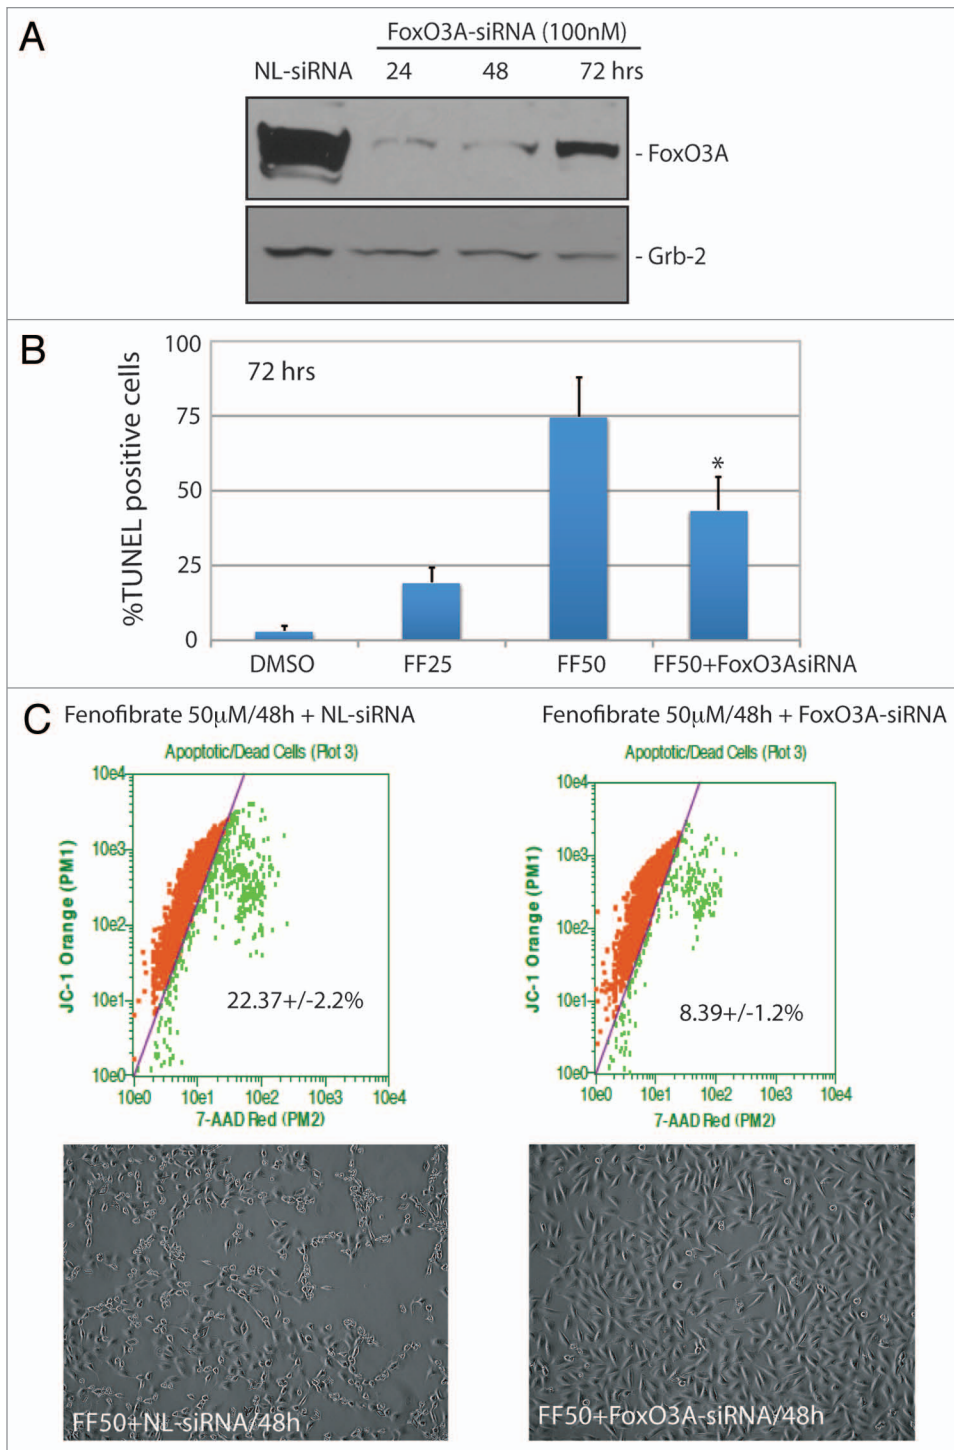 A
FoxO3A-siRNA (100nM)
NL-siRNA 24 48 72 hrs
- FoxO3A
- Grb-2
B
%TUNEL positive cells
100
75
50
25
0
72 hrs
*
DMSO FF25 FF50 FF50+FoxO3AsiRNA
C
Fenofibrate 50μM/48h + NL-siRNA
Apoptotic/Dead Cells (Plot 3)
JC-1 Orange (PM1)
10e4
10e3
10e2
10e1
10e0
22.37+/-2.2%
10e0 10e1 10e2 10e3 10e4
7-AAD Red (PM2)
FF50+NL-siRNA/48h
Fenofibrate 50μM/48h + FoxO3A-siRNA
Apoptotic/Dead Cells (Plot 3)
JC-1 Orange (PM1)
10e4
10e3
10e2
10e1
10e0
8.39+/-1.2%
10e0 10e1 10e2 10e3 10e4
7-AAD Red (PM2)
FF50+FoxO3A-siRNA/48h